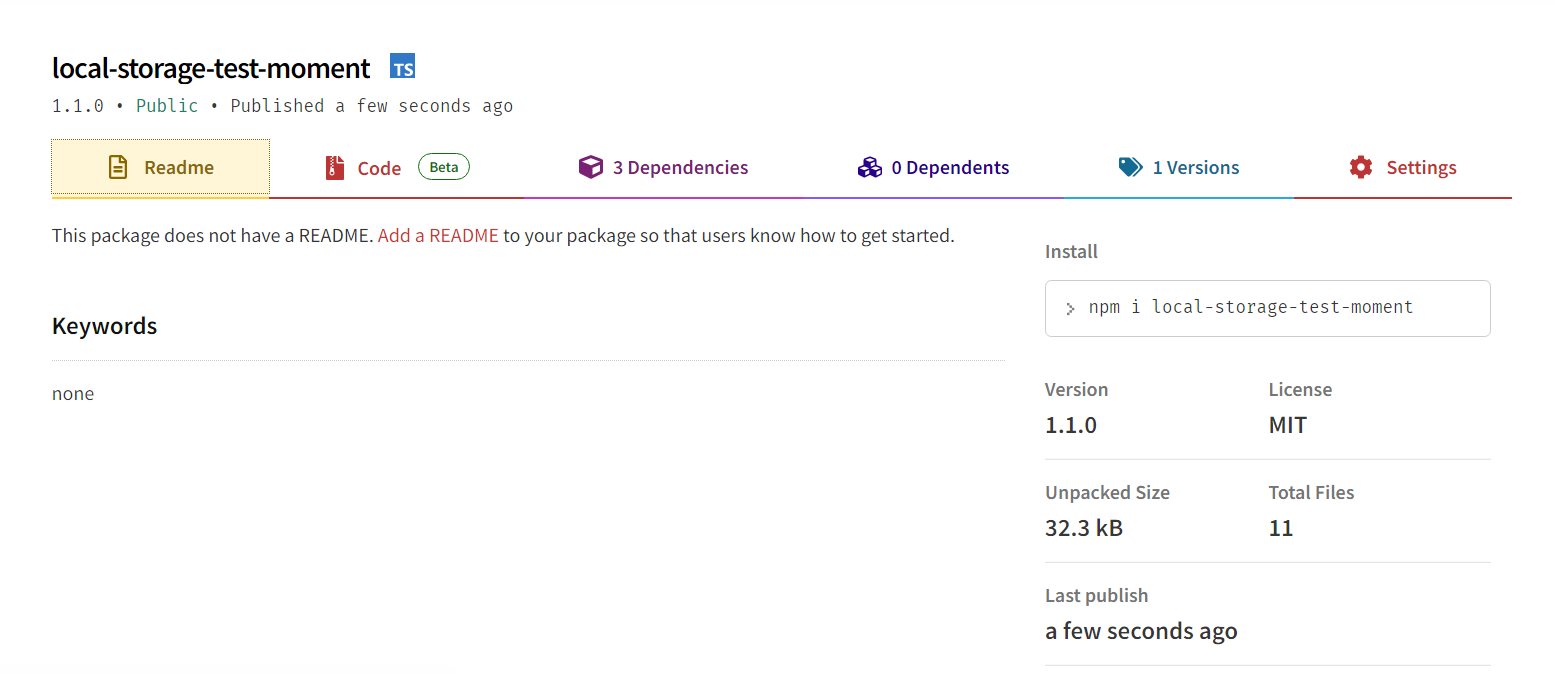 local-storage-test-moment TS
1.1.0 • Public • Published a few seconds ago
Readme
Code Beta
3 Dependencies
0 Dependents
1 Versions
Settings
This package does not have a README. Add a README to your package so that users know how to get started.
Keywords
none
Install
> npm i local-storage-test-moment
Version
1.1.0
License
MIT
Unpacked Size
32.3 kB
Total Files
11
Last publish
a few seconds ago